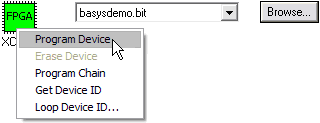 FPGA
basysdemo.bit
Browse...
XC
Program Device
Erase Device
Program Chain
Get Device ID
Loop Device ID...